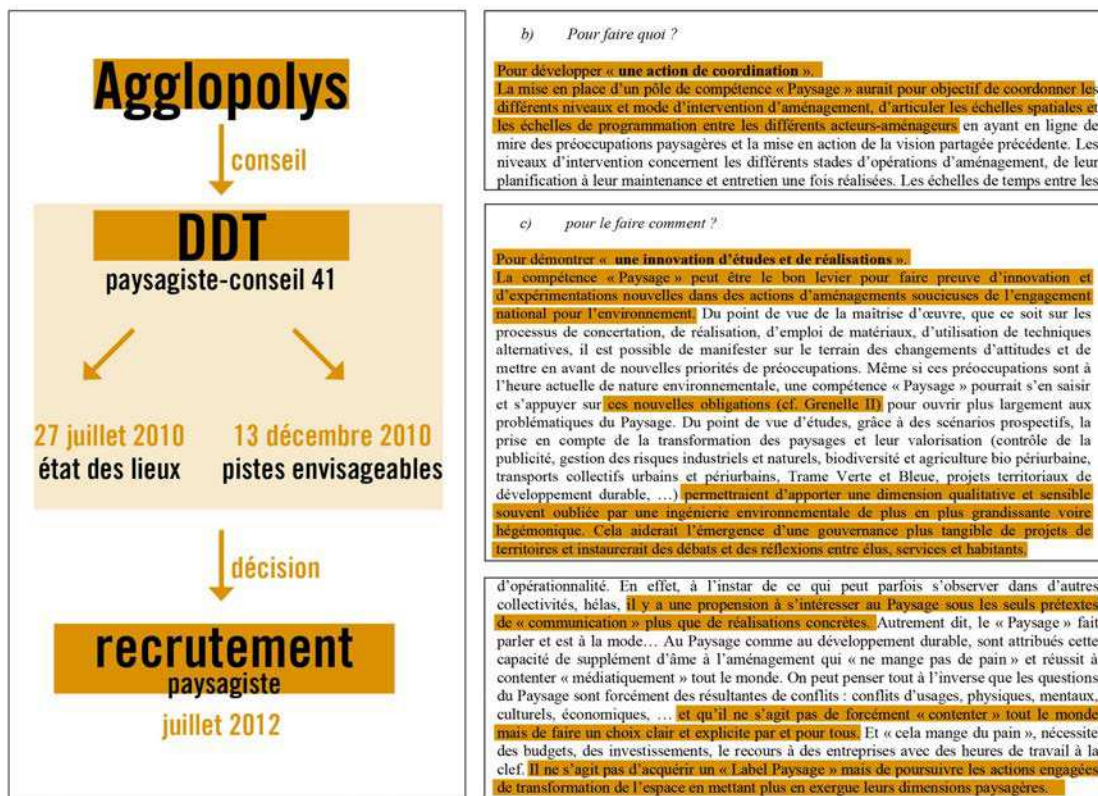 Agglopolys
conseil
DDT
paysagiste-conseil 41
27 juillet 2010
état des lieux
13 décembre 2010
pistes envisageables
décision
recrutement
paysagiste
juillet 2012
b) Pour faire quoi ?
Pour développer « une action de coordination ».
La mise en place d'un pôle de compétence « Paysage » aurait pour objectif de coordonner les
différents niveaux et mode d'intervention d'aménagement, d'articuler les échelles spatiales et
les échelles de programmation entre les différents acteurs-aménageurs en ayant en ligne de
mire des préoccupations paysagères et la mise en action de la vision partagée précédente. Les
niveaux d'intervention concernent les différents stades d'opérations d'aménagement, de leur
planification à leur maintenance et entretien une fois réalisées. Les échelles de temps entre les
c) pour le faire comment ?
Pour démontrer « une innovation d'études et de réalisations ».
La compétence « Paysage » peut être le bon levier pour faire preuve d'innovation et
d'expérimentations nouvelles dans des actions d'aménagements soucieuses de l'engagement
national pour l'environnement. Du point de vue de la maîtrise d'œuvre, que ce soit sur les
processus de concertation, de réalisation, d'emploi de matériaux, d'utilisation de techniques
alternatives, il est possible de manifester sur le terrain des changements d'attitudes et de
mettre en avant de nouvelles priorités de préoccupations. Même si ces préoccupations sont à
l'heure actuelle de nature environnementale, une compétence « Paysage » pourrait s'en saisir
et s'appuyer sur ces nouvelles obligations (cf. Grenelle II) pour ouvrir plus largement aux
problématiques du Paysage. Du point de vue d'études, grâce à des scénarios prospectifs, la
prise en compte de la transformation des paysages et leur valorisation (contrôle de la
publicité, gestion des risques industriels et naturels, biodiversité et agriculture bio périurbaine,
transports collectifs urbains et périurbains, Trame Verte et Bleue, projets territoriaux de
développement durable, …) permettraient d'apporter une dimension qualitative et sensible
souvent oubliée par une ingénierie environnementale de plus en plus grandissante voire
hégémonique. Cela aiderait l'émergence d'une gouvernance plus tangible de projets de
territoires et instaurerait des débats et des réflexions entre élus, services et habitants,
d'opérationnalité. En effet, à l'instar de ce qui peut parfois s'observer dans d'autres
collectivités, hélas, il y a une propension à s'intéresser au Paysage sous les seuls prétextes
de « communication » plus que de réalisations concrètes. Autrement dit, le « Paysage » fait
parler et est à la mode… Au Paysage comme au développement durable, sont attribués cette
capacité de supplément d'âme à l'aménagement qui « ne mange pas de pain » et réussit à
contenter « médiatiquement » tout le monde. On peut penser tout à l'inverse que les questions
du Paysage sont forcément des résultantes de conflits : conflits d'usages, physiques, mentaux,
culturels, économiques, … et qu'il ne s'agit pas de forcément « contenter » tout le monde
mais de faire un choix clair et explicite par et pour tous. Et « cela mange du pain », nécessite
des budgets, des investissements, le recours à des entreprises avec des heures de travail à la
clef. Il ne s'agit pas d'acquérir un « Label Paysage » mais de poursuivre les actions engagées
de transformation de l'espace en mettant plus en exergue leurs dimensions paysagères.